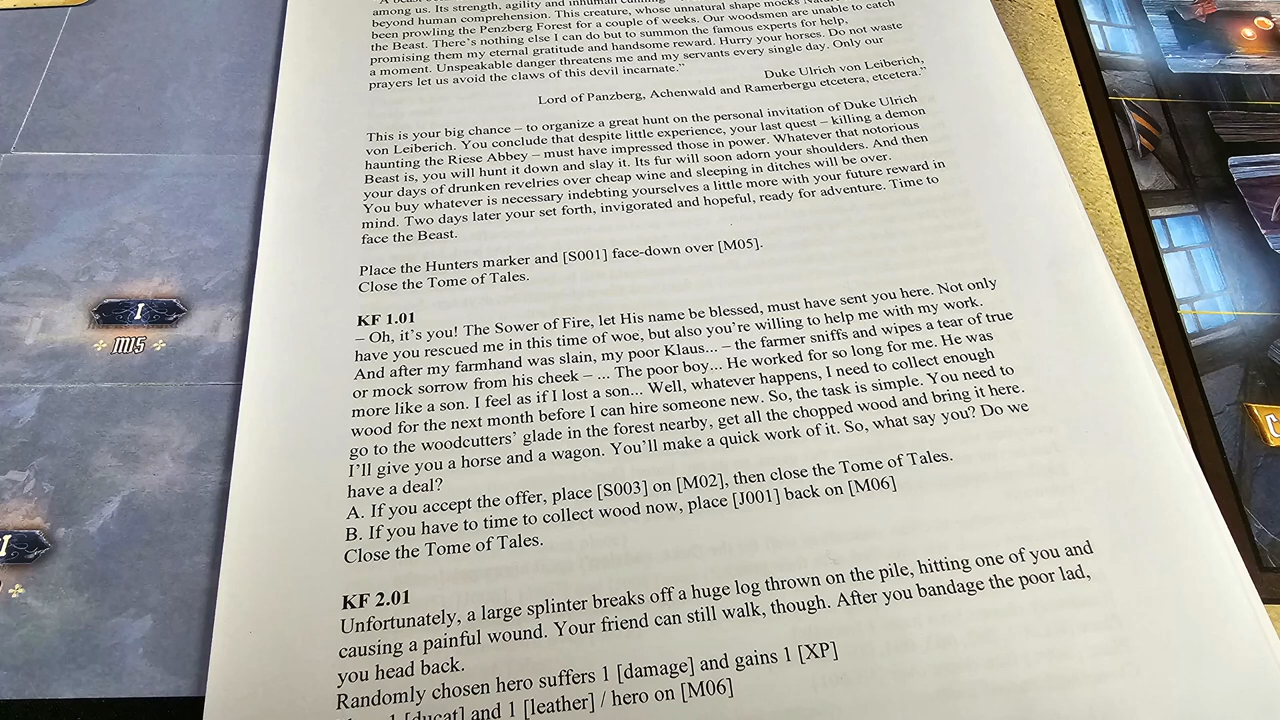 among us. Its strength, agility and inhuman cunning
beyond human comprehension. This creature, whose unnatural shape mocks
been prowling the Penzberg Forest for a couple of weeks. Our woodsmen are unable to catch
the Beast. There's nothing else I can do but to summon the famous experts for help,
promising them my eternal gratitude and handsome reward. Hurry your horses. Do not waste
a moment. Unspeakable danger threatens me and my servants every single day. Only our
prayers let us avoid the claws of this devil incarnate."
Duke Ulrich von Leiberich,
Lord of Panzberg, Achenwald and Ramerbergu etcetera, etcetera."
This is your big chance – to organize a great hunt on the personal invitation of Duke Ulrich
von Leiberich. You conclude that despite little experience, your last quest – killing a demon
haunting the Riese Abbey – must have impressed those in power. Whatever that notorious
Beast is, you will hunt it down and slay it. Its fur will soon adorn your shoulders. And then
your days of drunken revelries over cheap wine and sleeping in ditches will be over.
You buy whatever is necessary indebting yourselves a little more with your future reward in
mind. Two days later your set forth, invigorated and hopeful, ready for adventure. Time to
face the Beast.
Place the Hunters marker and [S001] face-down over [M05].
Close the Tome of Tales.
KF 1.01
– Oh, it's you! The Sower of Fire, let His name be blessed, must have sent you here. Not only
have you rescued me in this time of woe, but also you're willing to help me with my work.
And after my farmhand was slain, my poor Klaus... – the farmer sniffs and wipes a tear of true
or mock sorrow from his cheek – ... The poor boy... He worked for so long for me. He was
more like a son. I feel as if I lost a son... Well, whatever happens, I need to collect enough
wood for the next month before I can hire someone new. So, the task is simple. You need to
go to the woodcutters' glade in the forest nearby, get all the chopped wood and bring it here.
I'll give you a horse and a wagon. You'll make a quick work of it. So, what say you? Do we
have a deal?
A. If you accept the offer, place [S003] on [M02], then close the Tome of Tales.
B. If you have to time to collect wood now, place [J001] back on [M06]
Close the Tome of Tales.
KF 2.01
Unfortunately, a large splinter breaks off a huge log thrown on the pile, hitting one of you and
causing a painful wound. Your friend can still walk, though. After you bandage the poor lad,
you head back.
Randomly chosen hero suffers 1 [damage] and gains 1 [XP]
1 [ducat] and 1 [leather] / hero on [M06]
I
M15